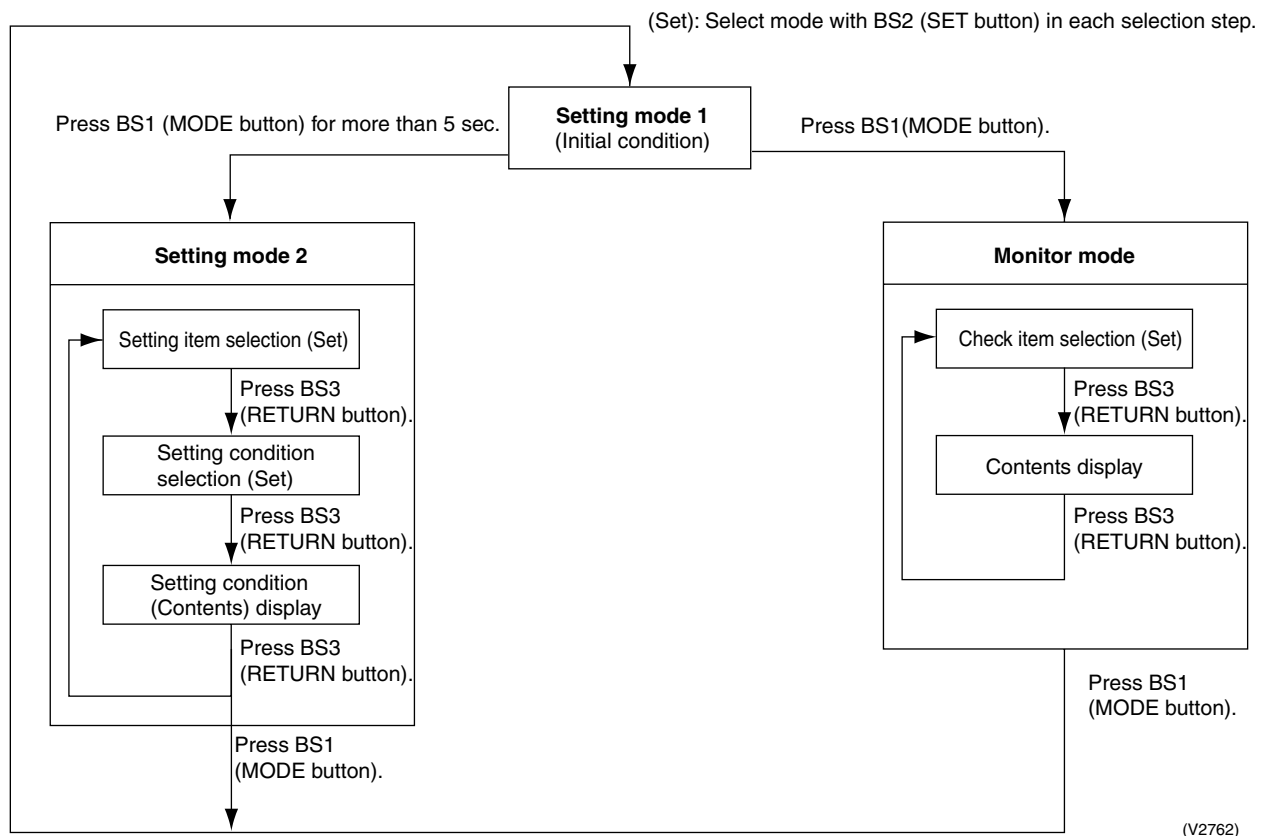 (Set): Select mode with BS2 (SET button) in each selection step.
Setting mode 1
(Initial condition)
Press BS1 (MODE button) for more than 5 sec.
Press BS1(MODE button).
Setting mode 2
Setting item selection (Set)
Press BS3
(RETURN button).
Setting condition
selection (Set)
Press BS3
(RETURN button).
Setting condition
(Contents) display
Press BS3
(RETURN button).
Press BS1
(MODE button).
Monitor mode
Check item selection (Set)
Press BS3
(RETURN button).
Contents display
Press BS3
(RETURN button).
Press BS1
(MODE button).
(V2762)